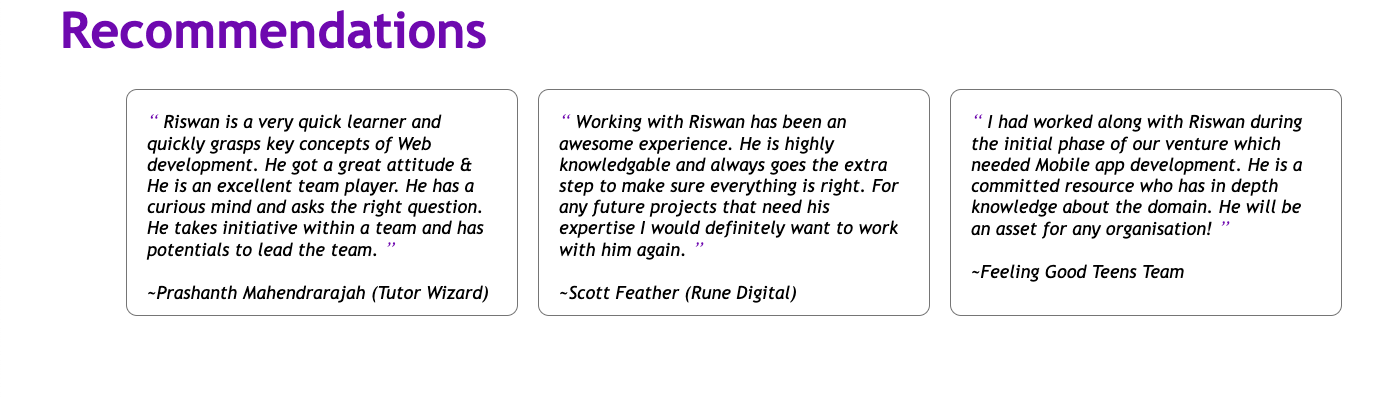 Recommendations
“ Riswan is a very quick learner and
quickly grasps key concepts of Web
development. He got a great attitude &
He is an excellent team player. He has a
curious mind and asks the right question.
He takes initiative within a team and has
potentials to lead the team. ”
~Prashanth Mahendrarajah (Tutor Wizard)
“ Working with Riswan has been an
awesome experience. He is highly
knowledgable and always goes the extra
step to make sure everything is right. For
any future projects that need his
expertise I would definitely want to work
with him again. ”
~Scott Feather (Rune Digital)
“ I had worked along with Riswan during
the initial phase of our venture which
needed Mobile app development. He is a
committed resource who has in depth
knowledge about the domain. He will be
an asset for any organisation! ”
~Feeling Good Teens Team